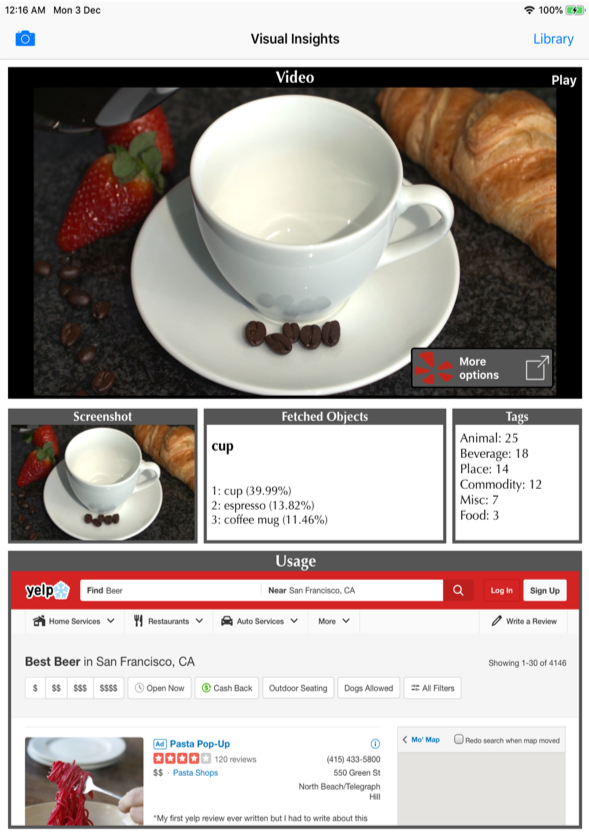 12:16 AM Mon 3 Dec 100%
Visual Insights Library
Video Play
More
options
Screenshot
Fetched Objects
cup
1: cup (39.99%)
2: espresso (13.82%)
3: coffee mug (11.46%)
Tags
Animal: 25
Beverage: 18
Place: 14
Commodity: 12
Misc: 7
Food: 3
Usage
yelp Find Beer Near San Francisco, CA Log In Sign Up
Home Services Restaurants Auto Services More Write a Review
Best Beer in San Francisco, CA Showing 1-30 of 4146
$ $$ $$$ $$$$ Open Now $ Cash Back Outdoor Seating Dogs Allowed All Filters
Ad Pasta Pop-Up
120 reviews
$$ · Pasta Shops
(415) 433-5800
550 Green St
North Beach/Telegraph
Hill
"My first yelp review ever written but I had to write about this
< Mo' Map Redo search when map moved